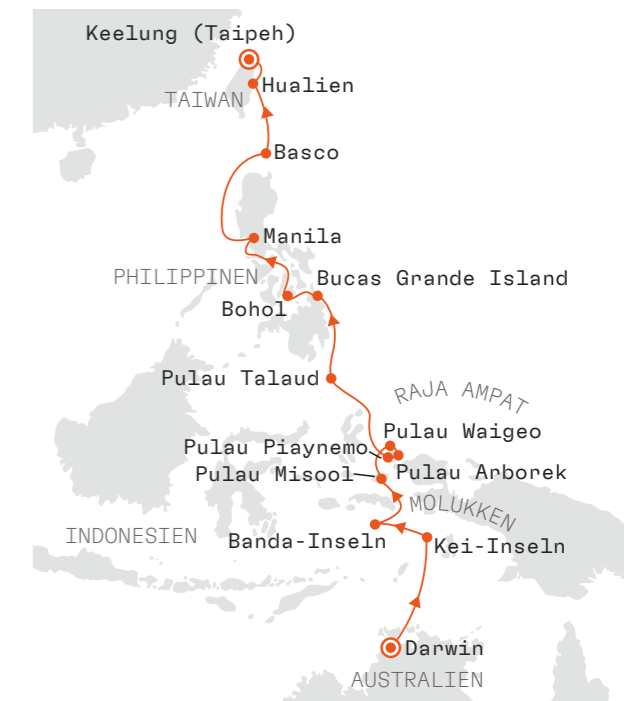 Keelung (Taipeh)
Hualien
TAIWAN
Basco
Manila
PHILIPPINEN
Bucas Grande Island
Bohol
Pulau Talaud
RAJA AMPAT
Pulau Waigeo
Pulau Piaynemo
Pulau Arborek
Pulau Misool
MOLUKKEN
INDONESIEN
Banda-Inseln
Kei-Inseln
Darwin
AUSTRALIEN